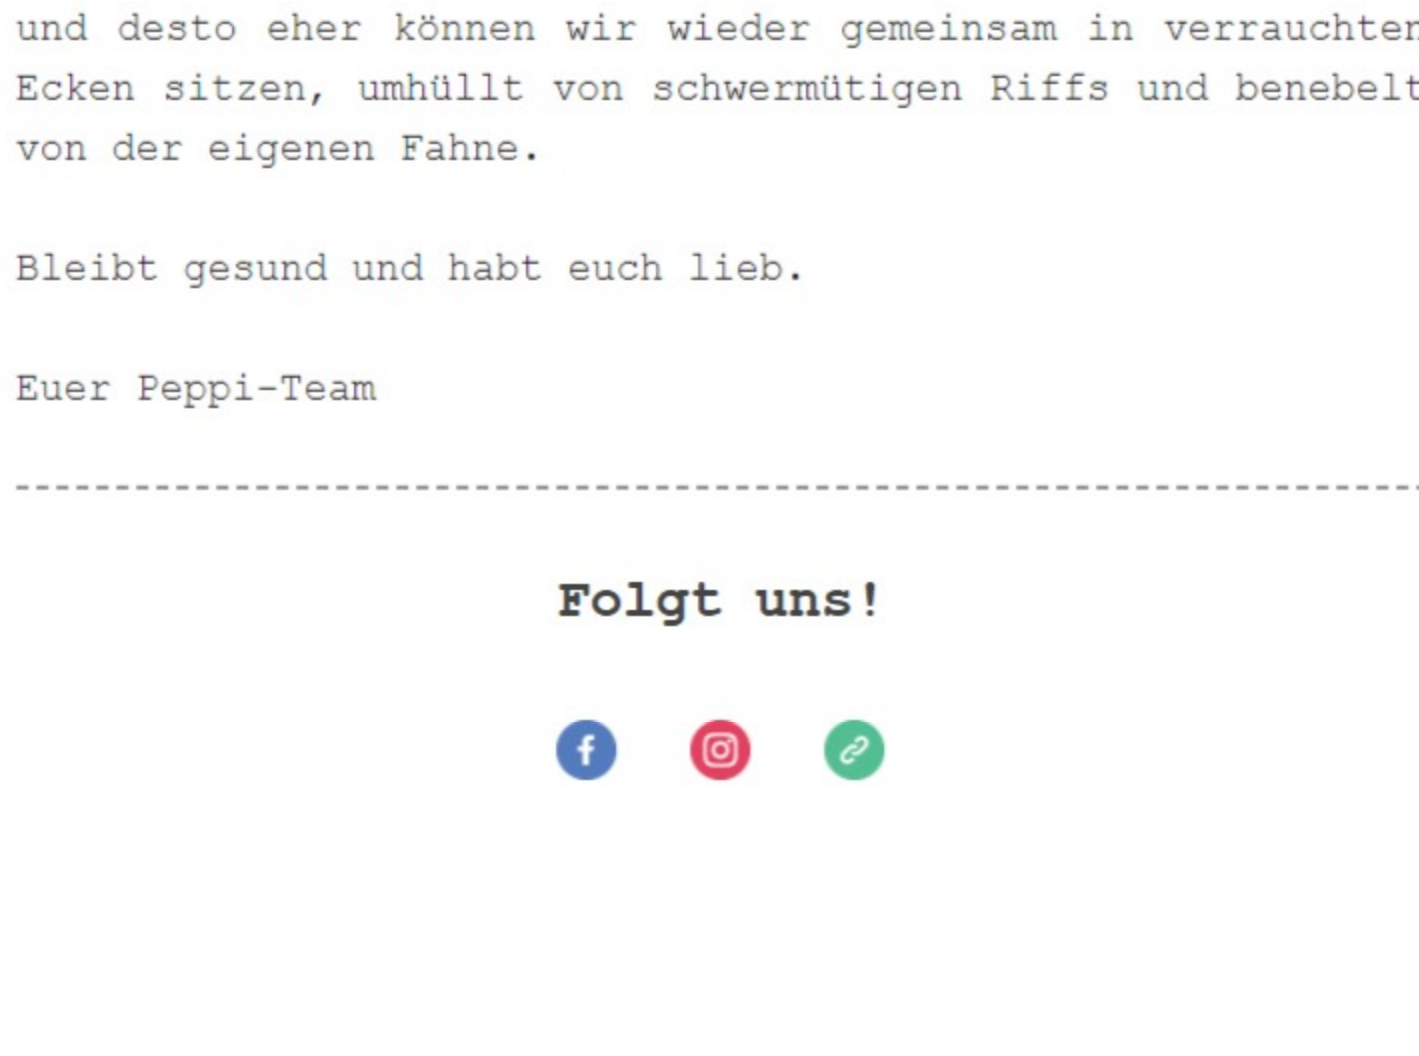 und desto eher können wir wieder gemeinsam in verrauchten
Ecken sitzen, umhüllt von schwermütigen Riffs und benebelt
von der eigenen Fahne.
Bleibt gesund und habt euch lieb.
Euer Peppi-Team
Folgt uns!